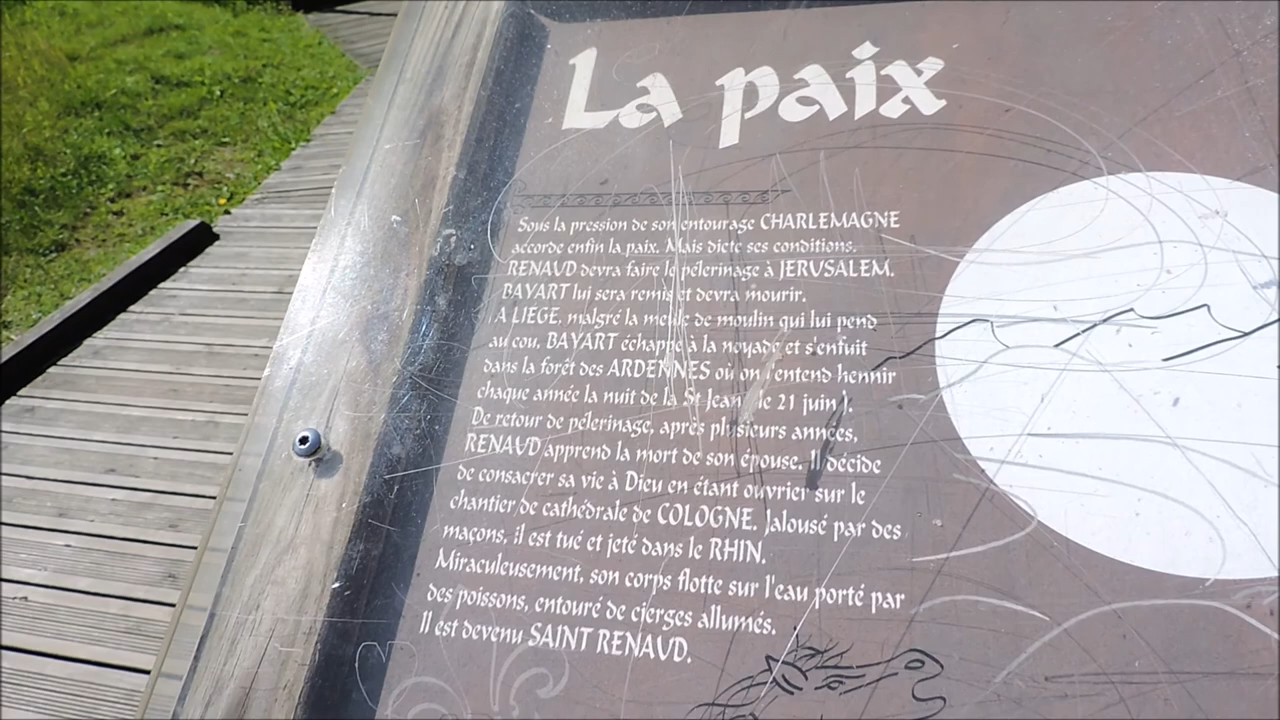 La paix
Sous la pression de son entourage CHARLEMAGNE
accorde enfin la paix. Mais dicte ses conditions.
RENAUD devra faire le pélerinage à JERUSALEM.
BAYART lui sera remis et devra mourir.
A LIEGE, malgré la meule de moulin qui lui pend
au cou, BAYART échappe à la noyade et s'enfuit
dans la forêt des ARDENNES où on l'entend hennir
chaque année la nuit de la St Jean ( le 21 juin ).
De retour de pélerinage, après plusieurs années,
RENAUD apprend la mort de son épouse. Il décide
de consacrer sa vie à Dieu en étant ouvrier sur le
chantier de cathédrale de COLOGNE. Jalousé par des
maçons, il est tué et jeté dans le RHIN.
Miraculeusement, son corps flotte sur l'eau porté par
des poissons, entouré de cierges allumés.
Il est devenu SAINT RENAUD.